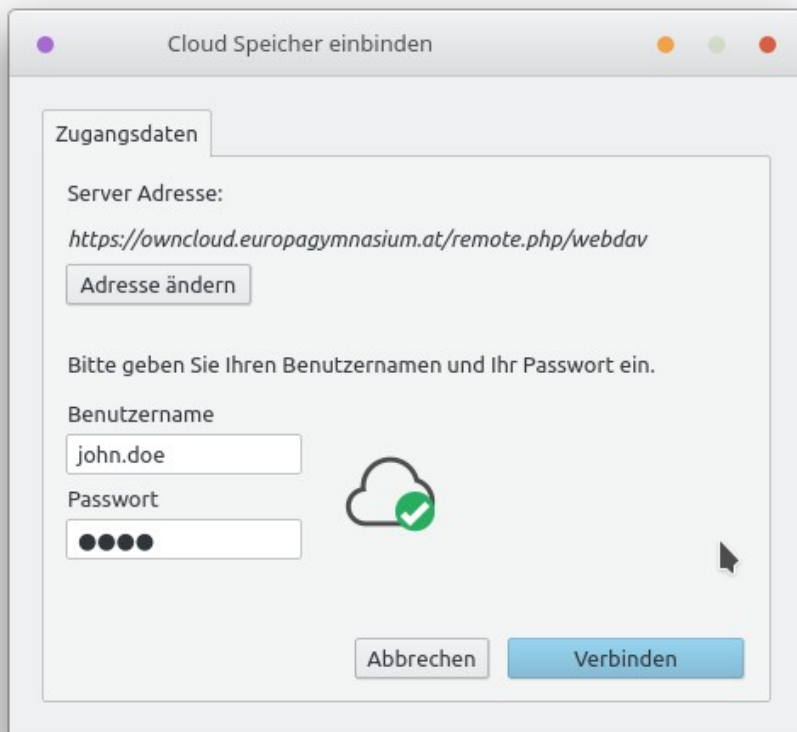 Cloud Speicher einbinden
Zugangsdaten
Server Adresse:
https://owncloud.europagymnasium.at/remote.php/webdav
Adresse ändern
Bitte geben Sie Ihren Benutzernamen und Ihr Passwort ein.
Benutzername
john.doe
Passwort
●●●●
Abbrechen
Verbinden